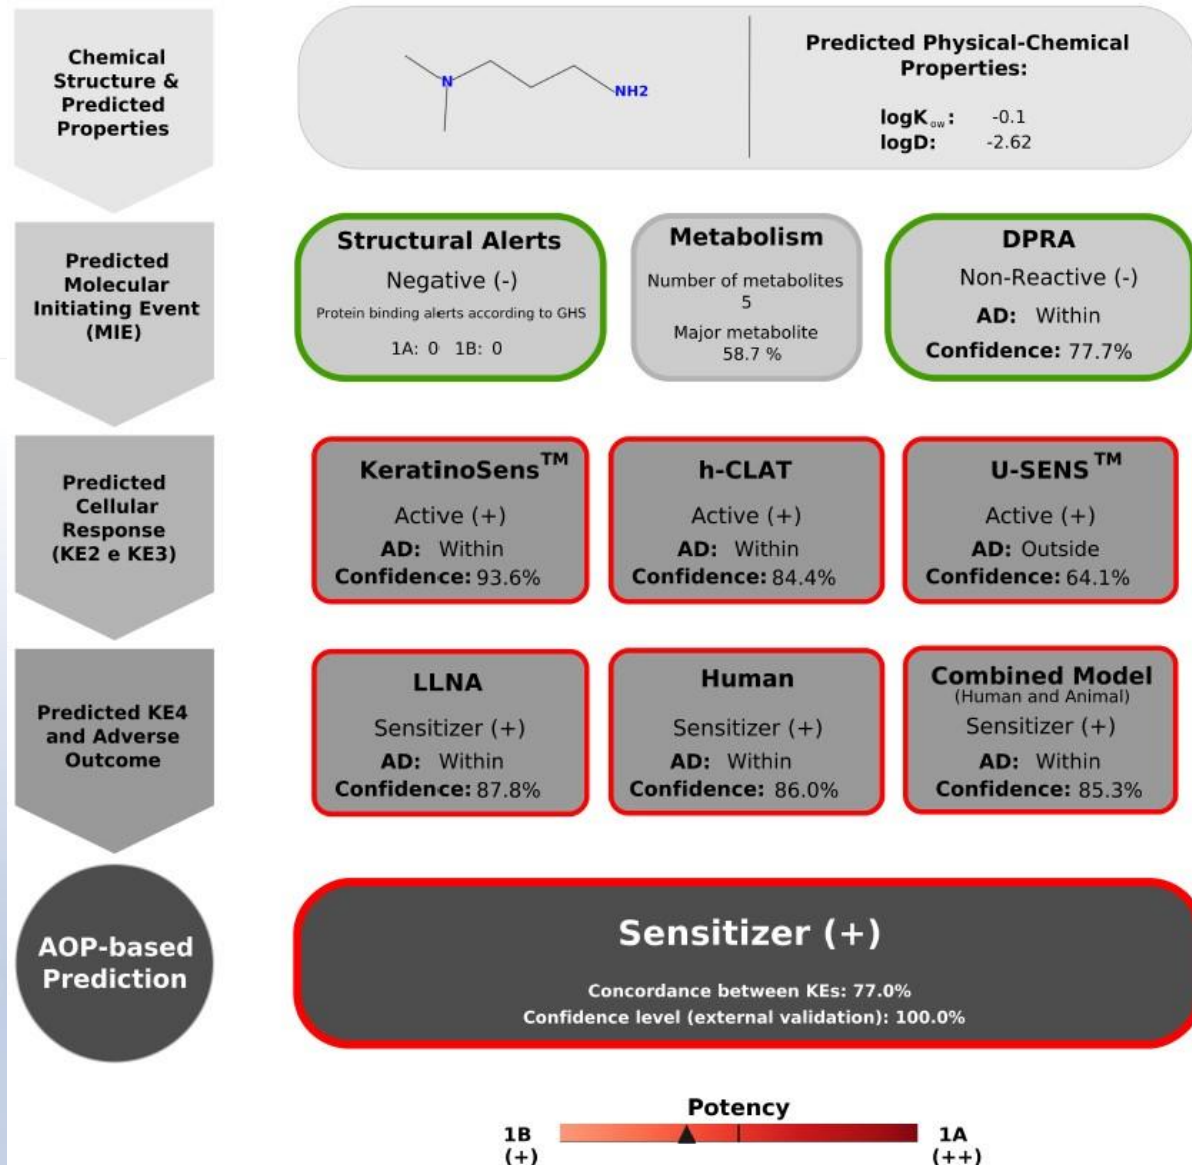 Chemical
Structure &
Predicted
Properties
N
NH2
Predicted Physical-Chemical
Properties:
logKow: -0.1
logD: -2.62
Predicted
Molecular
Initiating Event
(MIE)
Structural Alerts
Negative (-)
Protein binding alerts according to GHS
1A: 0 1B: 0
Metabolism
Number of metabolites
5
Major metabolite
58.7 %
DPRA
Non-Reactive (-)
AD: Within
Confidence: 77.7%
Predicted
Cellular
Response
(KE2 e KE3)
KeratinoSens™
Active (+)
AD: Within
Confidence: 93.6%
h-CLAT
Active (+)
AD: Within
Confidence: 84.4%
U-SENS™
Active (+)
AD: Outside
Confidence: 64.1%
Predicted KE4
and Adverse
Outcome
LLNA
Sensitizer (+)
AD: Within
Confidence: 87.8%
Human
Sensitizer (+)
AD: Within
Confidence: 86.0%
Combined Model
(Human and Animal)
Sensitizer (+)
AD: Within
Confidence: 85.3%
AOP-based
Prediction
Sensitizer (+)
Concordance between KEs: 77.0%
Confidence level (external validation): 100.0%
Potency
1B
(+)
1A
(++)